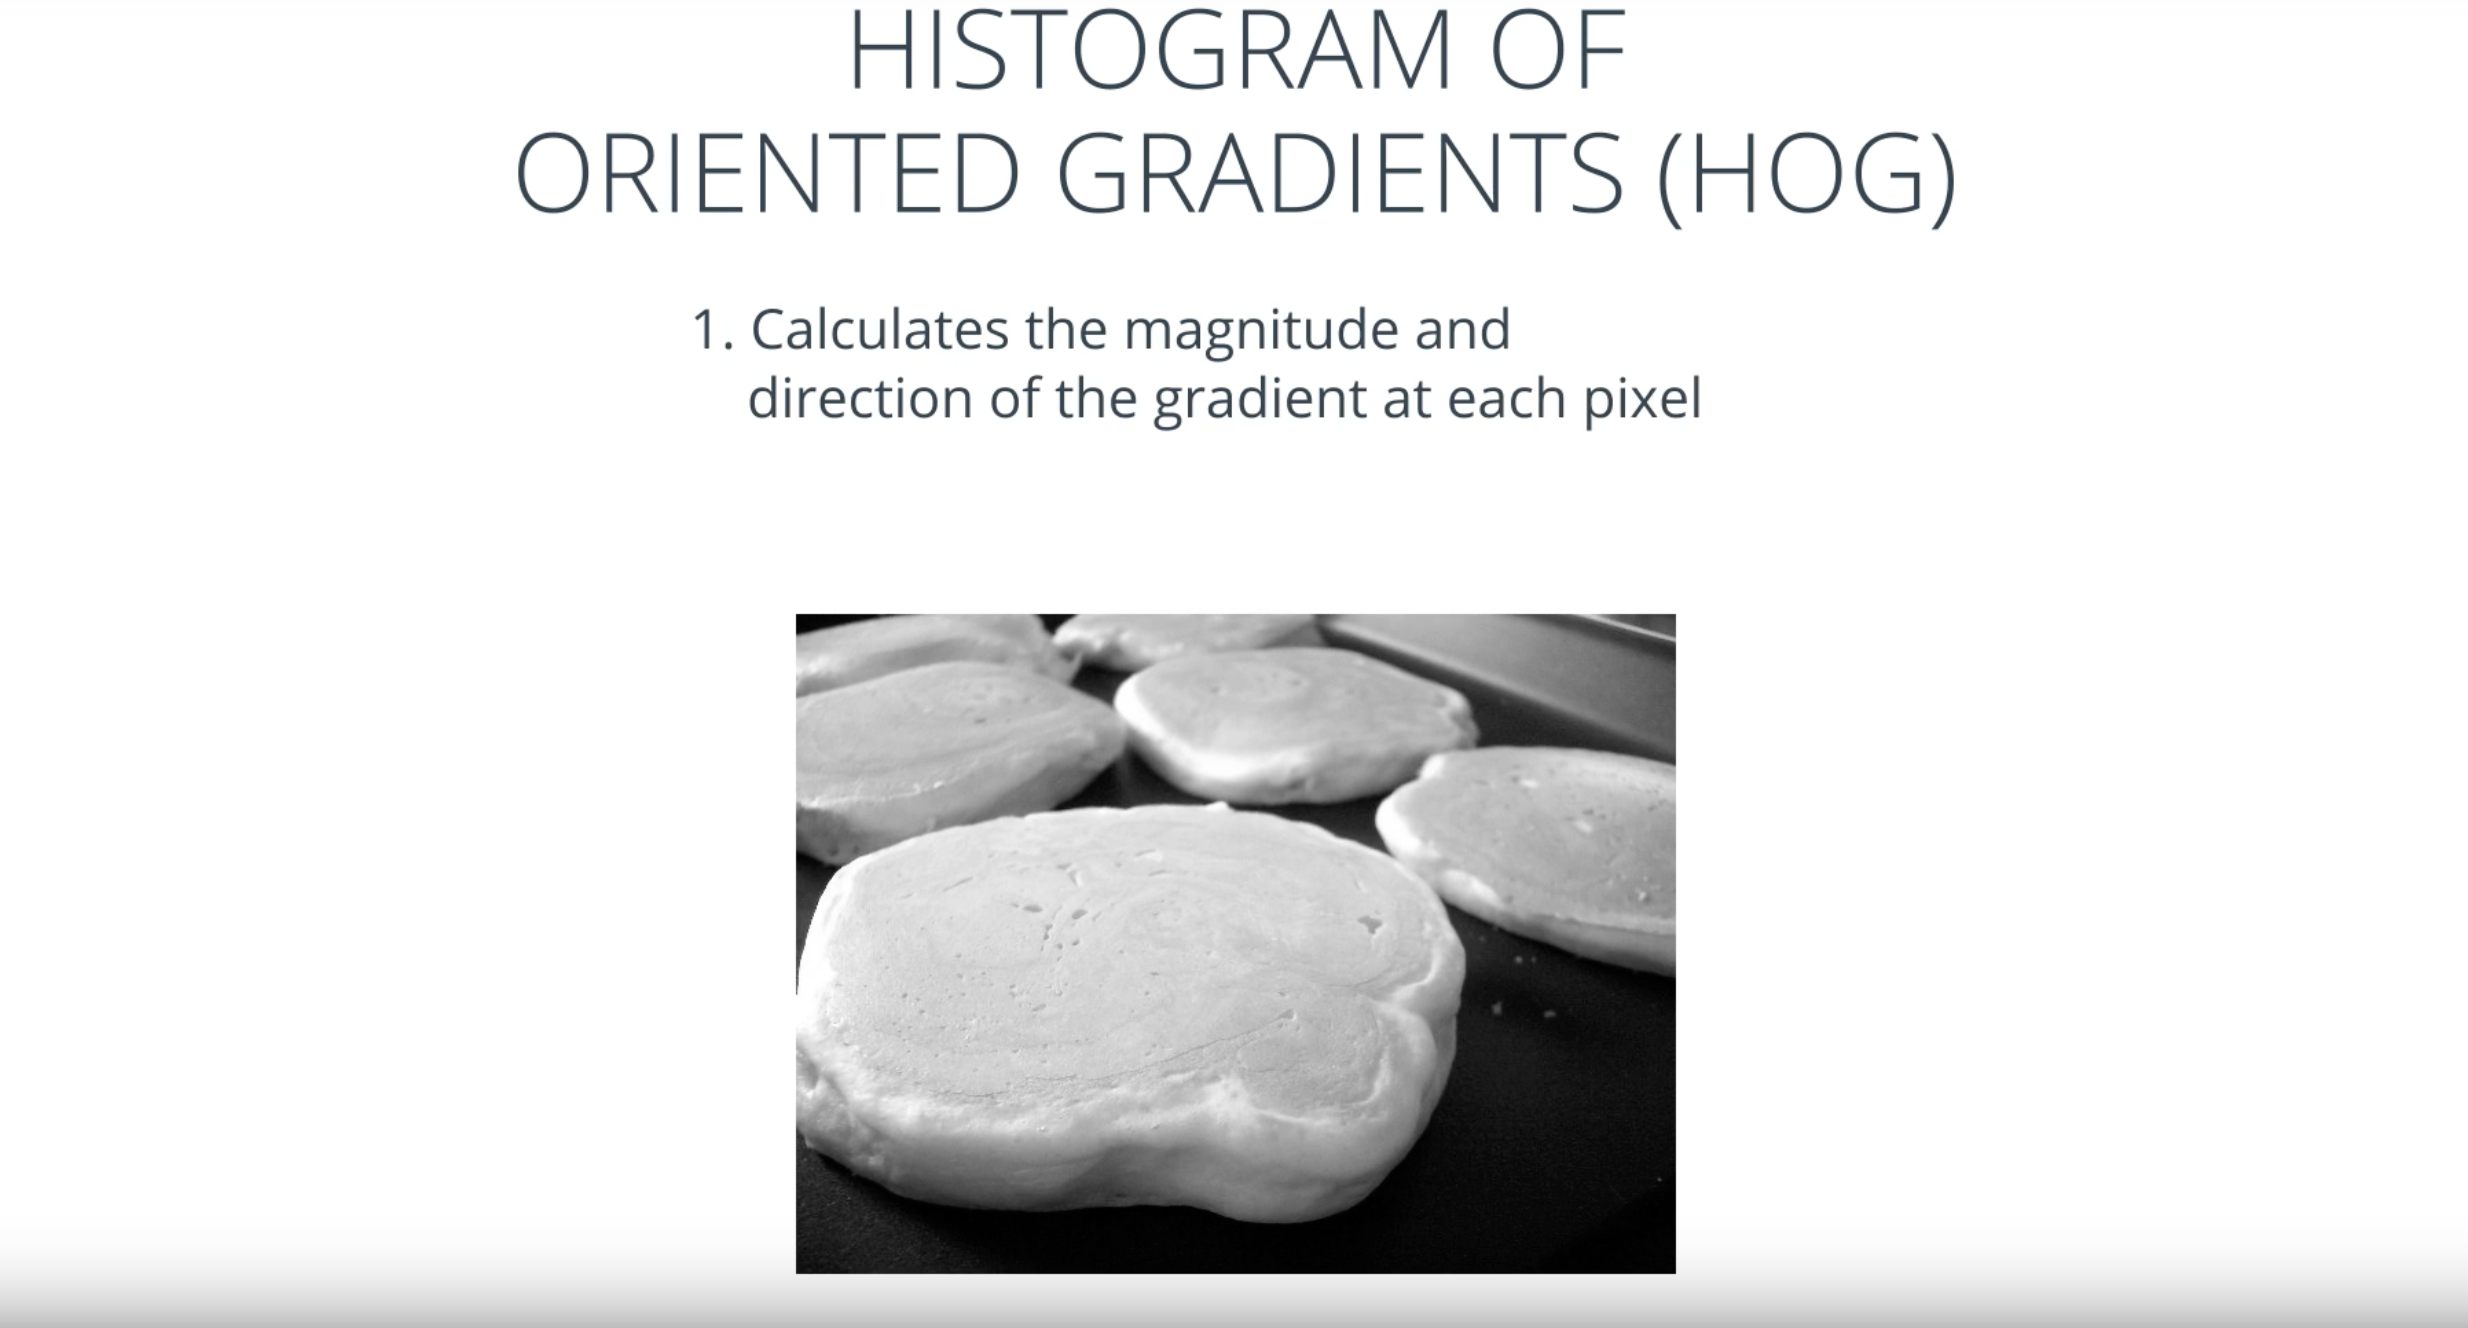 HISTOGRAM OF
ORIENTED GRADIENTS (HOG)
1. Calculates the magnitude and
direction of the gradient at each pixel